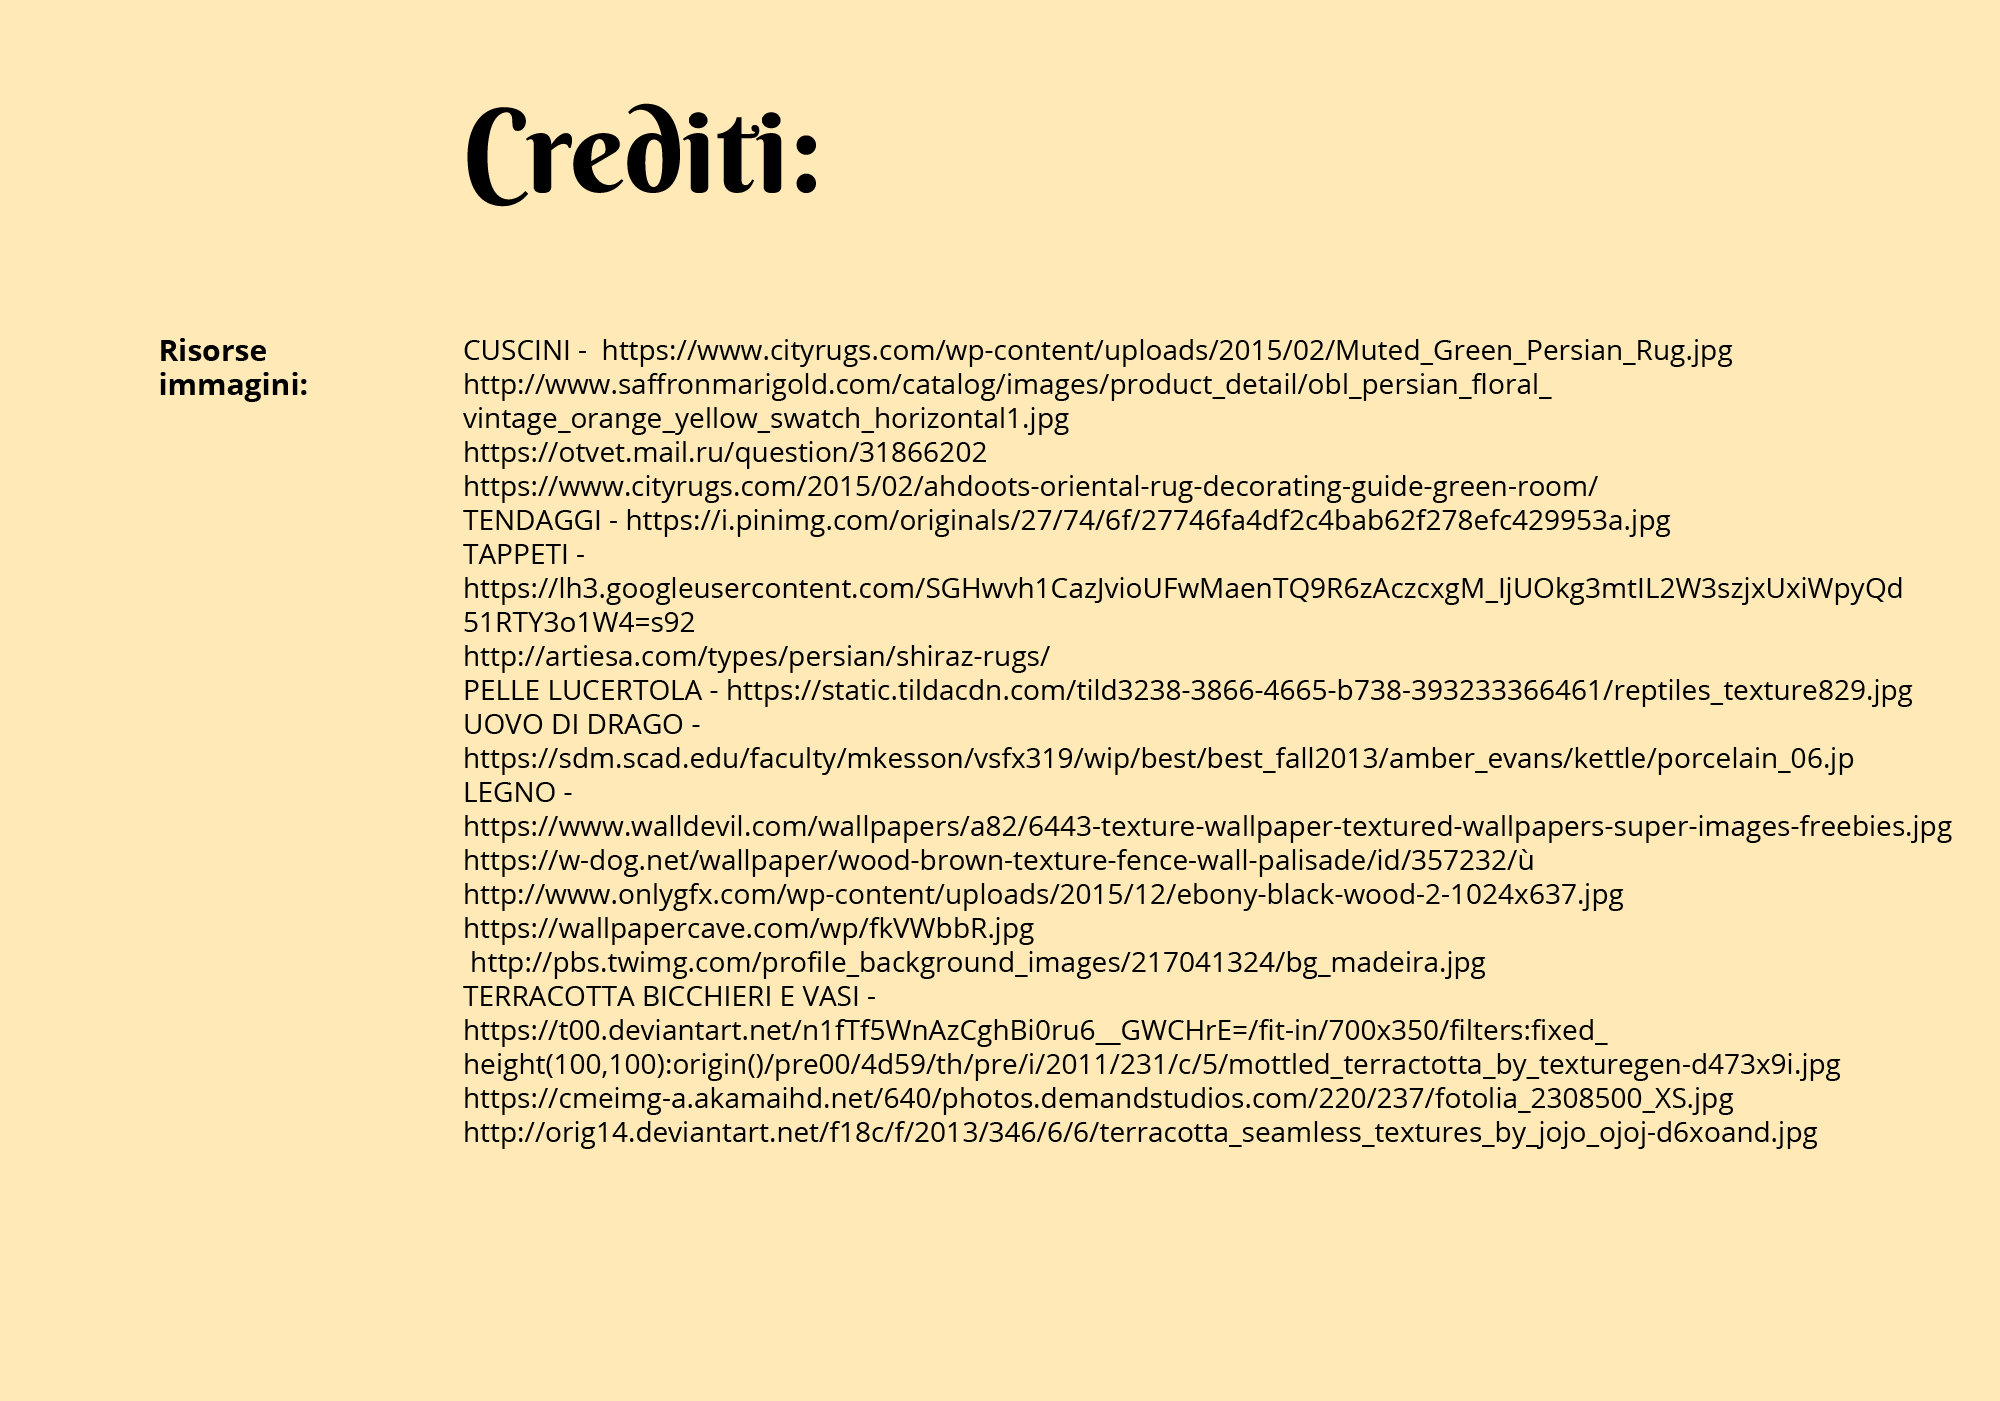 Crediti:
Risorse
immagini:
CUSCINI -  https://www.cityrugs.com/wp-content/uploads/2015/02/Muted_Green_Persian_Rug.jpg
http://www.saffronmarigold.com/catalog/images/product_detail/obl_persian_floral_
vintage_orange_yellow_swatch_horizontal1.jpg
https://otvet.mail.ru/question/31866202
https://www.cityrugs.com/2015/02/ahdoots-oriental-rug-decorating-guide-green-room/
TENDAGGI - https://i.pinimg.com/originals/27/74/6f/27746fa4df2c4bab62f278efc429953a.jpg
TAPPETI -
https://lh3.googleusercontent.com/SGHwvh1CazJvioUFwMaenTQ9R6zAczcxgM_IjUOkg3mtIL2W3szjxUxiWpyQd
51RTY3o1W4=s92
http://artiesa.com/types/persian/shiraz-rugs/
PELLE LUCERTOLA - https://static.tildacdn.com/tild3238-3866-4665-b738-393233366461/reptiles_texture829.jpg
UOVO DI DRAGO -
https://sdm.scad.edu/faculty/mkesson/vsfx319/wip/best/best_fall2013/amber_evans/kettle/porcelain_06.jp
LEGNO -
https://www.walldevil.com/wallpapers/a82/6443-texture-wallpaper-textured-wallpapers-super-images-freebies.jpg
https://w-dog.net/wallpaper/wood-brown-texture-fence-wall-palisade/id/357232/ù
http://www.onlygfx.com/wp-content/uploads/2015/12/ebony-black-wood-2-1024x637.jpg
https://wallpapercave.com/wp/fkVWbbR.jpg
http://pbs.twimg.com/profile_background_images/217041324/bg_madeira.jpg
TERRACOTTA BICCHIERI E VASI -
https://t00.deviantart.net/n1fTf5WnAzCghBi0ru6__GWCHrE=/fit-in/700x350/filters:fixed_
height(100,100):origin()/pre00/4d59/th/pre/i/2011/231/c/5/mottled_terractotta_by_texturegen-d473x9i.jpg
https://cmeimg-a.akamaihd.net/640/photos.demandstudios.com/220/237/fotolia_2308500_XS.jpg
http://orig14.deviantart.net/f18c/f/2013/346/6/6/terracotta_seamless_textures_by_jojo_ojoj-d6xoand.jpg